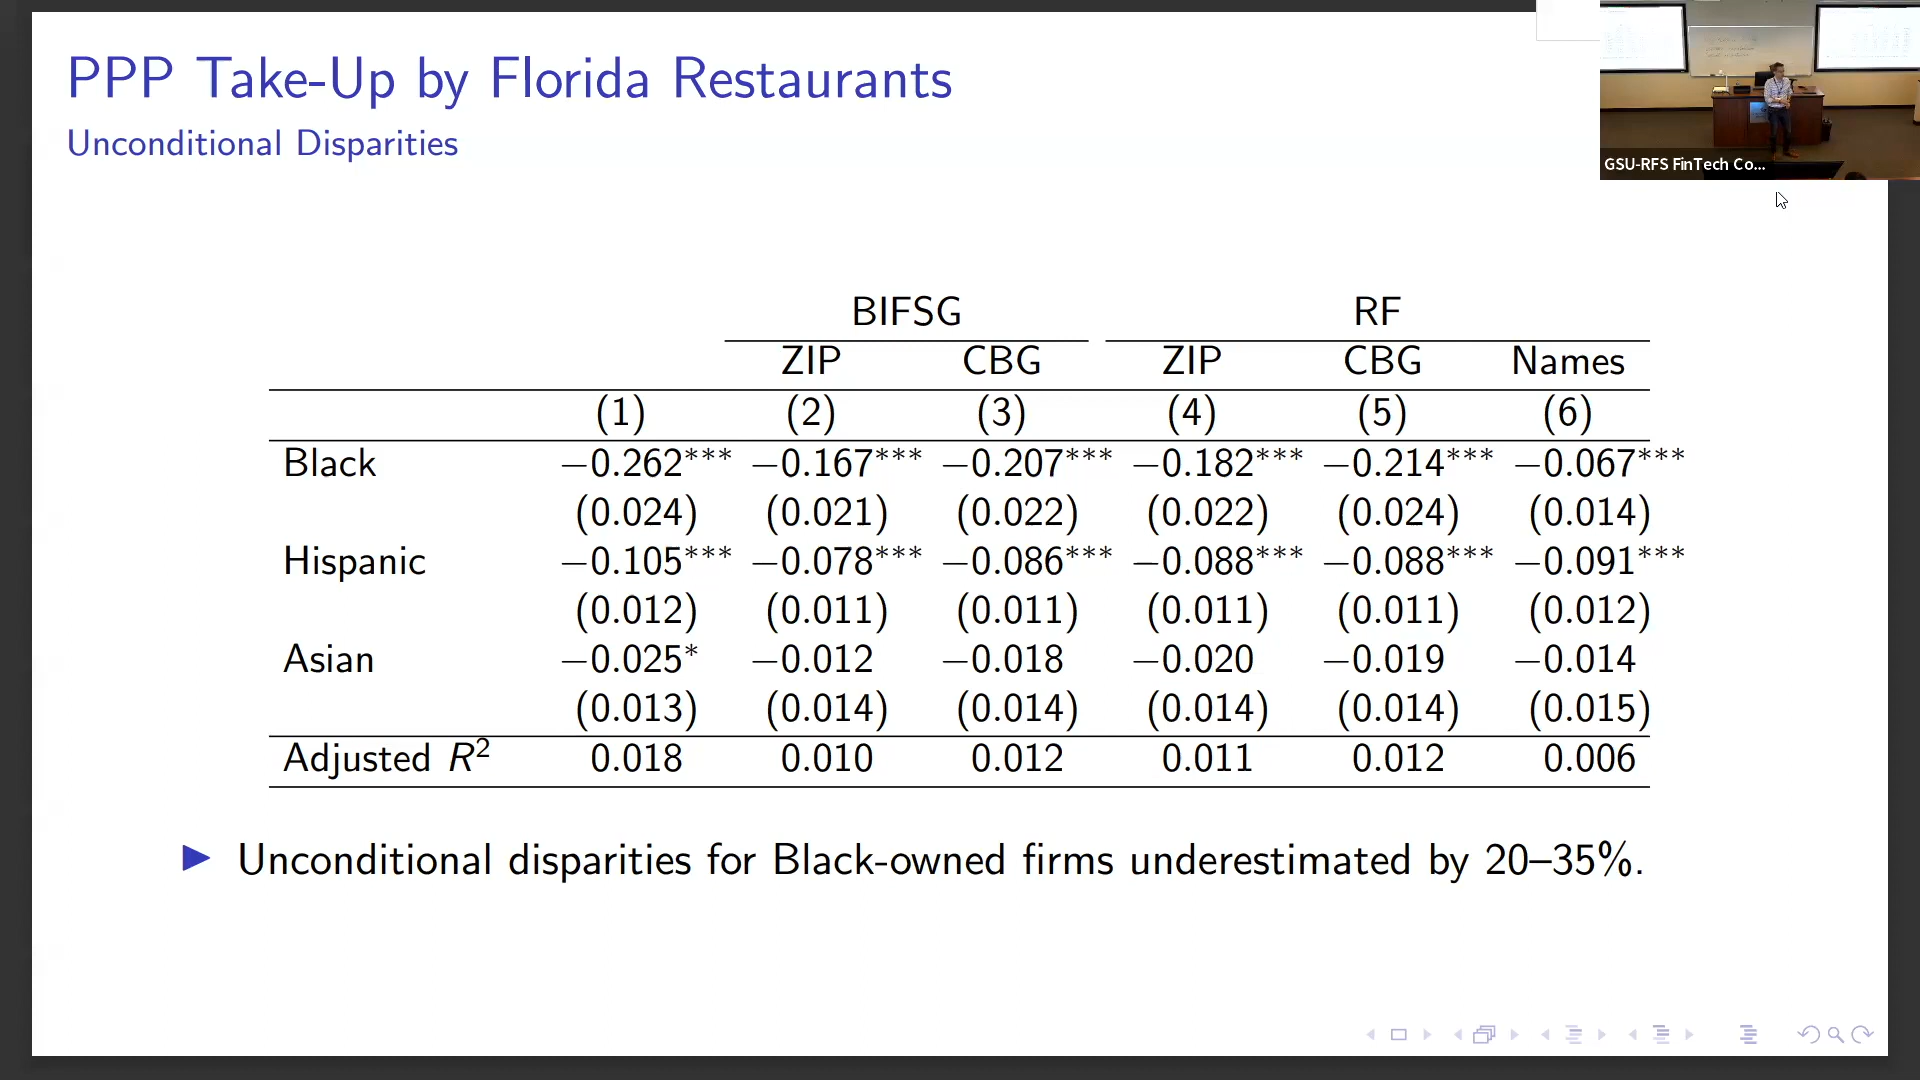 PPP Take-Up by Florida Restaurants
Unconditional Disparities
GSU-RFS FinTech Co...
BIFSG RF
ZIP CBG ZIP CBG Names
(1) (2) (3) (4) (5) (6)
Black −0.262*** −0.167*** −0.207*** −0.182*** −0.214*** −0.067***
(0.024) (0.021) (0.022) (0.022) (0.024) (0.014)
Hispanic −0.105*** −0.078*** −0.086*** −0.088*** −0.088*** −0.091***
(0.012) (0.011) (0.011) (0.011) (0.011) (0.012)
Asian −0.025* −0.012 −0.018 −0.020 −0.019 −0.014
(0.013) (0.014) (0.014) (0.014) (0.014) (0.015)
Adjusted R² 0.018 0.010 0.012 0.011 0.012 0.006
Unconditional disparities for Black-owned firms underestimated by 20–35%.